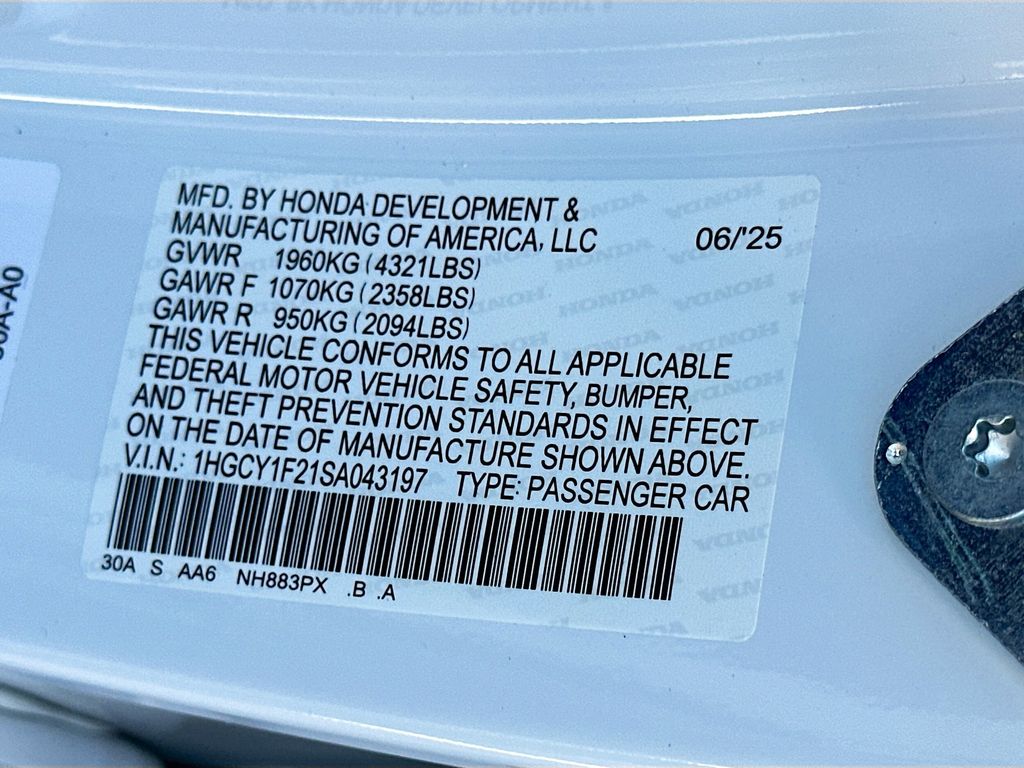 MFD. BY HONDA DEVELOPMENT &
MANUFACTURING OF AMERICA, LLC 06/'25
GVWR 1960KG (4321LBS)
GAWR F 1070KG (2358LBS)
GAWR R 950KG (2094LBS)
THIS VEHICLE CONFORMS TO ALL APPLICABLE
FEDERAL MOTOR VEHICLE SAFETY, BUMPER,
AND THEFT PREVENTION STANDARDS IN EFFECT
ON THE DATE OF MANUFACTURE SHOWN ABOVE.
V.I.N.: 1HGCY1F21SA043197 TYPE: PASSENGER CAR
30A S AA6 NH883PX .B .A